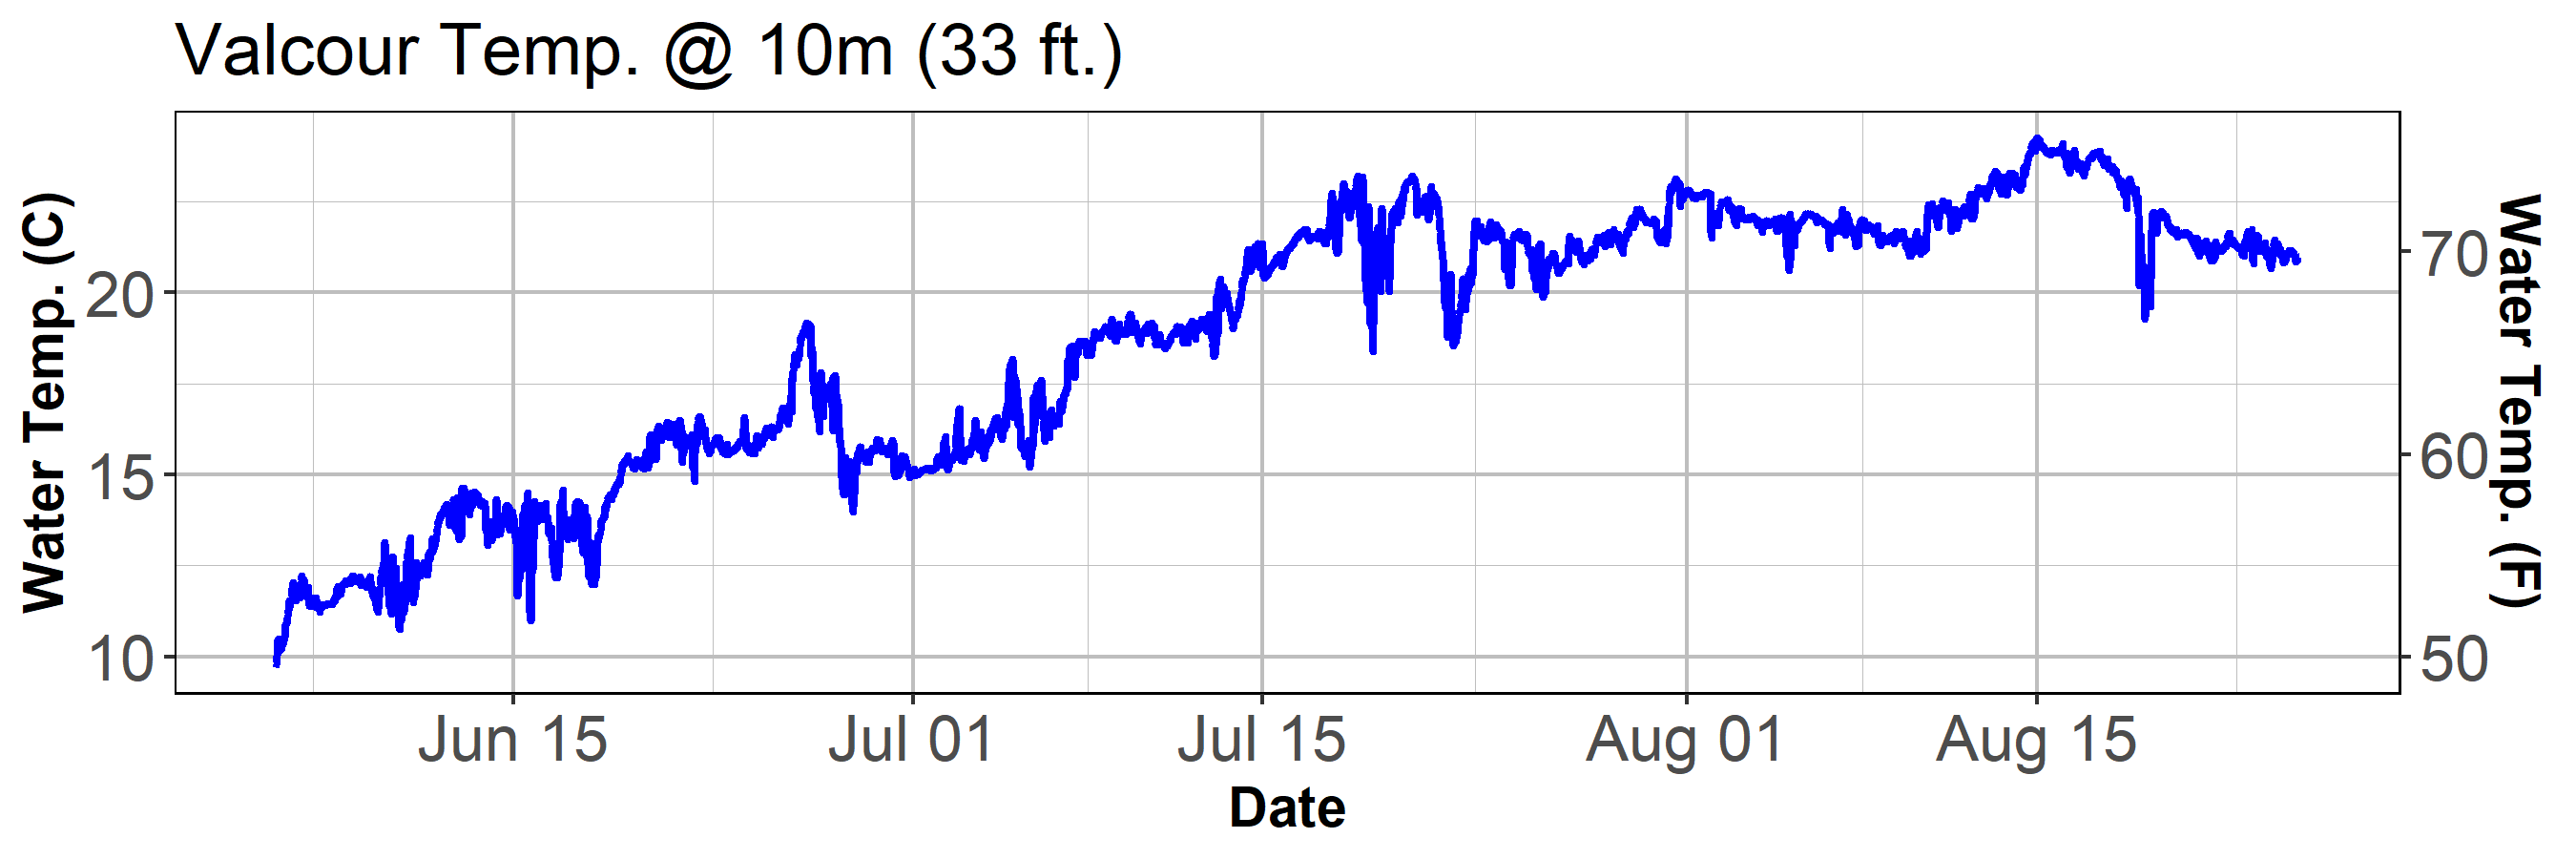 Valcour Temp. @ 10m (33 ft.)
Water Temp. (C)
20
15
10
70
60
50
Water Temp. (F)
Jun 15
Jul 01
Jul 15
Aug 01
Aug 15
Date